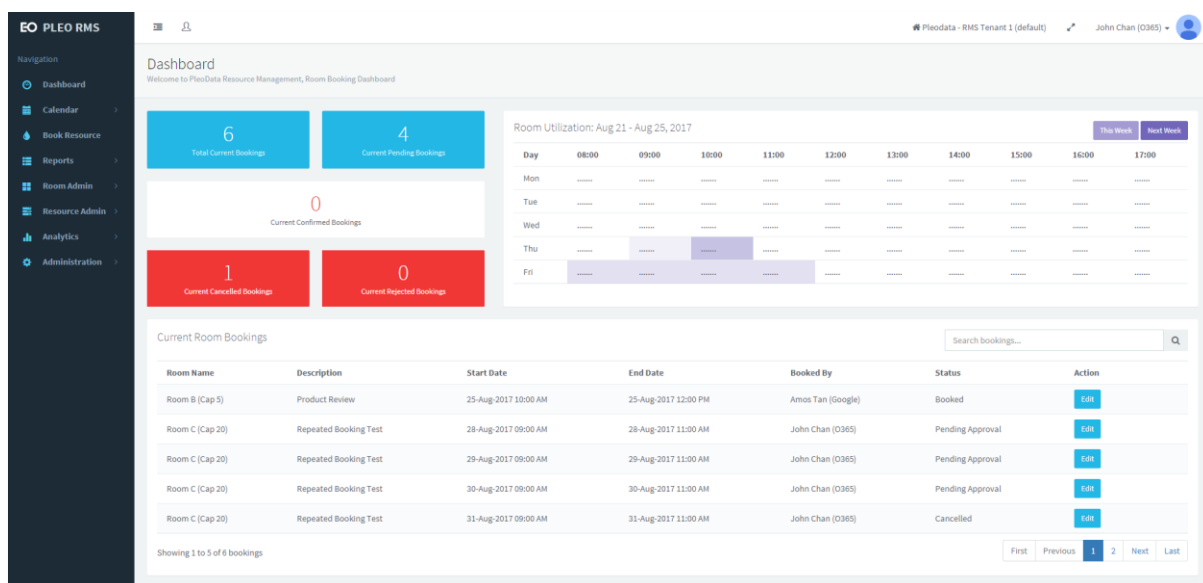 EO PLEO RMS
Pleodata - RMS Tenant 1 (default) John Chan (O365)
Navigation
Dashboard
Calendar
Book Resource
Reports
Room Admin
Resource Admin
Analytics
Administration
Dashboard
Welcome to PleoData Resource Management, Room Booking Dashboard
6
Total Current Bookings
4
Current Pending Bookings
0
Current Confirmed Bookings
1
Current Cancelled Bookings
0
Current Rejected Bookings
Room Utilization: Aug 21 - Aug 25, 2017 This Week Next Week
Day 08:00 09:00 10:00 11:00 12:00 13:00 14:00 15:00 16:00 17:00
Mon ........ ........ ........ ........ ........ ........ ........ ........ ........ ........
Tue ........ ........ ........ ........ ........ ........ ........ ........ ........ ........
Wed ........ ........ ........ ........ ........ ........ ........ ........ ........ ........
Thu ........ ........ ........ ........ ........ ........ ........ ........ ........ ........
Fri ........ ........ ........ ........ ........ ........ ........ ........ ........ ........
Current Room Bookings Search bookings...
Room Name Description Start Date End Date Booked By Status Action
Room B (Cap 5) Product Review 25-Aug-2017 10:00 AM 25-Aug-2017 12:00 PM Amos Tan (Google) Booked Edit
Room C (Cap 20) Repeated Booking Test 28-Aug-2017 09:00 AM 28-Aug-2017 11:00 AM John Chan (O365) Pending Approval Edit
Room C (Cap 20) Repeated Booking Test 29-Aug-2017 09:00 AM 29-Aug-2017 11:00 AM John Chan (O365) Pending Approval Edit
Room C (Cap 20) Repeated Booking Test 30-Aug-2017 09:00 AM 30-Aug-2017 11:00 AM John Chan (O365) Pending Approval Edit
Room C (Cap 20) Repeated Booking Test 31-Aug-2017 09:00 AM 31-Aug-2017 11:00 AM John Chan (O365) Cancelled Edit
Showing 1 to 5 of 6 bookings First Previous 1 2 Next Last